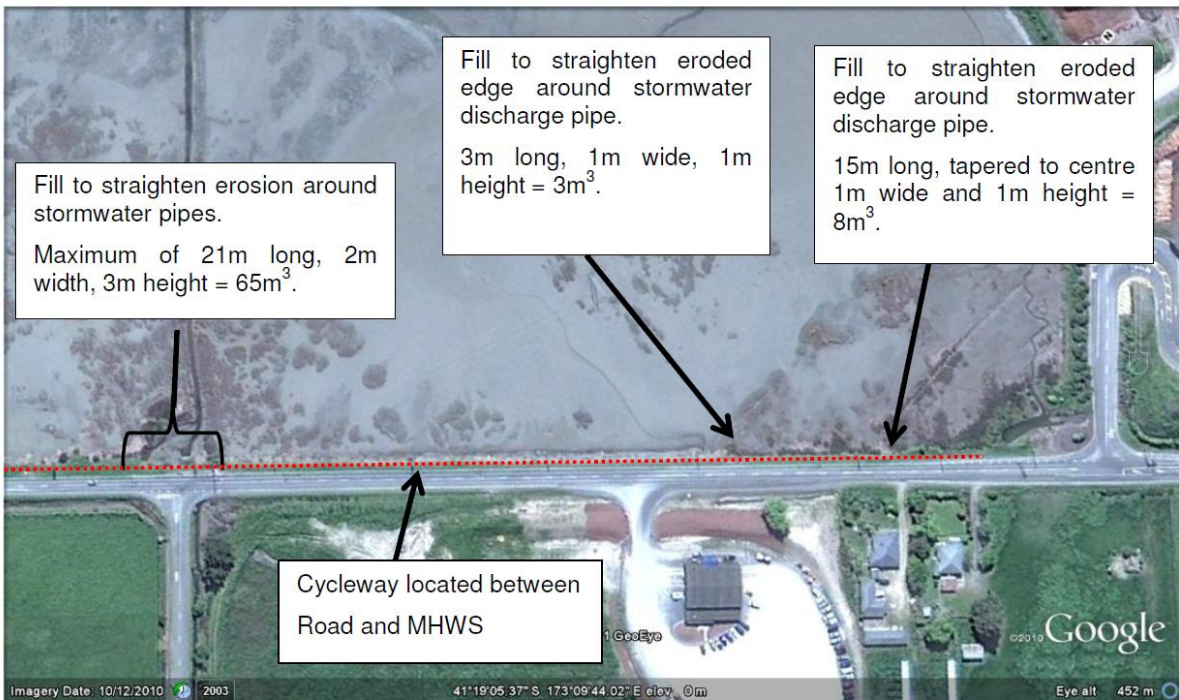 Fill to straighten erosion around
stormwater pipes.
Maximum of 21m long, 2m
width, 3m height = 65m³.
Fill to straighten eroded
edge around stormwater
discharge pipe.
3m long, 1m wide, 1m
height = 3m³.
Fill to straighten eroded
edge around stormwater
discharge pipe.
15m long, tapered to centre
1m wide and 1m height =
8m³.
N
Cycleway located between
Road and MHWS
1 GeoEye
©2010 Google
Imagery Date: 10/12/2010 2003 41°19'05.37" S 173°09'44.02" E elev 0 m Eye alt 452 m